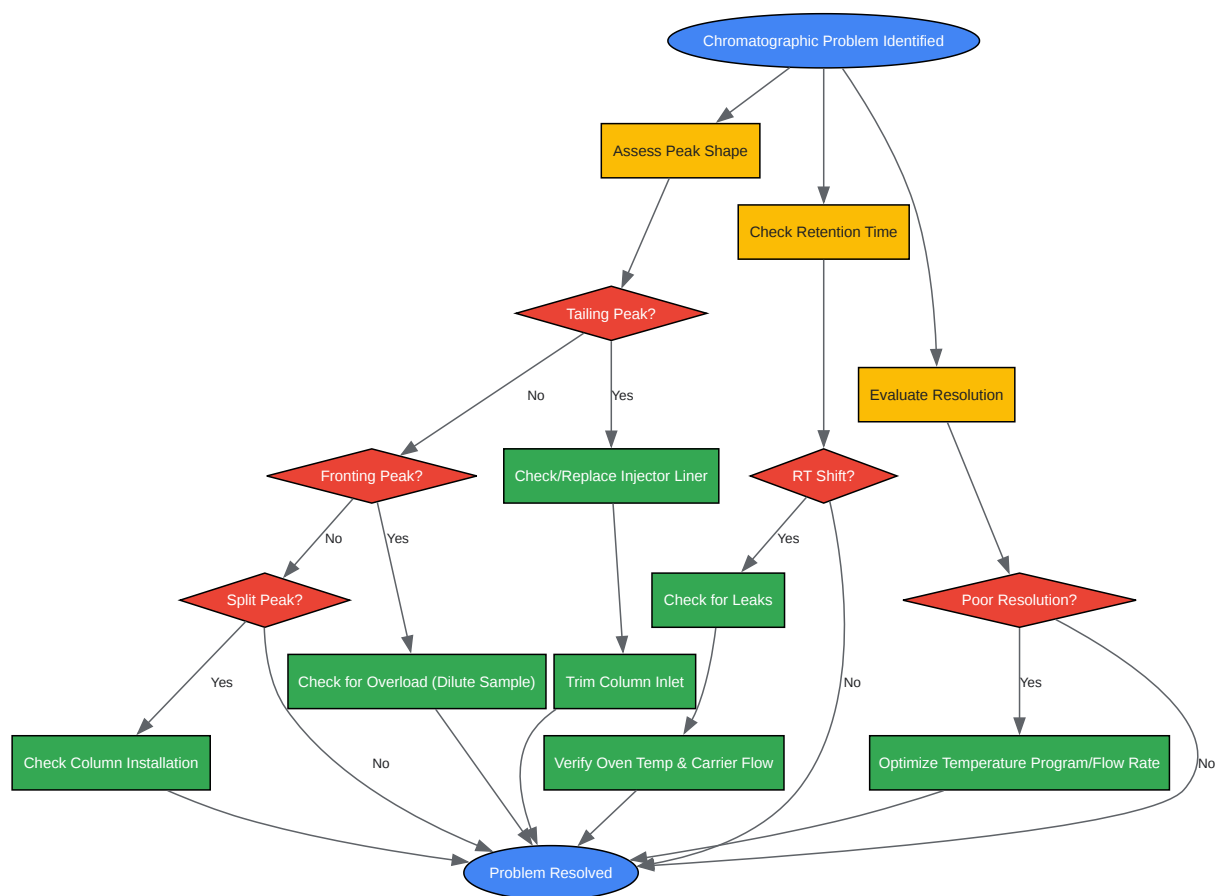 Chromatographic Problem Identified
Assess Peak Shape
Check Retention Time
Tailing Peak?
Evaluate Resolution
No
Yes
Fronting Peak?
Check/Replace Injector Liner
RT Shift?
No
Yes
Yes
Split Peak?
Check for Leaks
Poor Resolution?
Yes
Check for Overload (Dilute Sample)
Trim Column Inlet
No
Yes
Check Column Installation
No
Verify Oven Temp & Carrier Flow
Optimize Temperature Program/Flow Rate
No
Problem Resolved